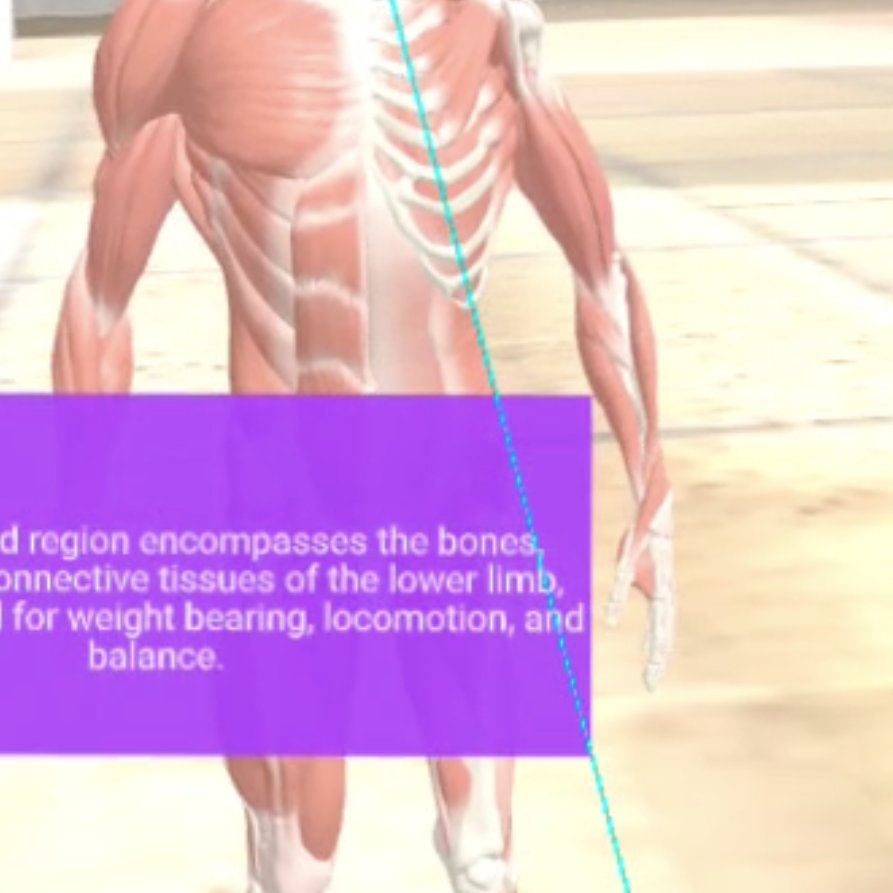 d region encompasses the bones,
onnective tissues of the lower limb,
for weight bearing, locomotion, and
balance.